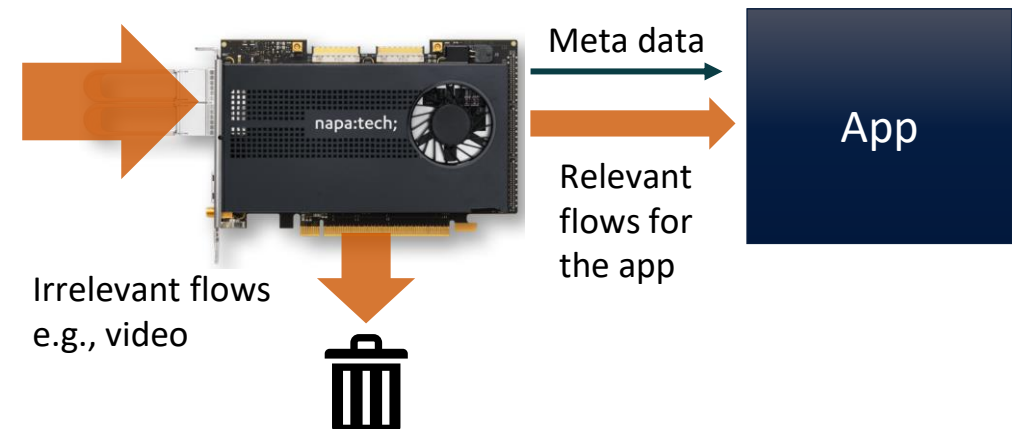 Meta data
napa:tech;
App
Relevant
flows for
the app
Irrelevant flows
e.g., video